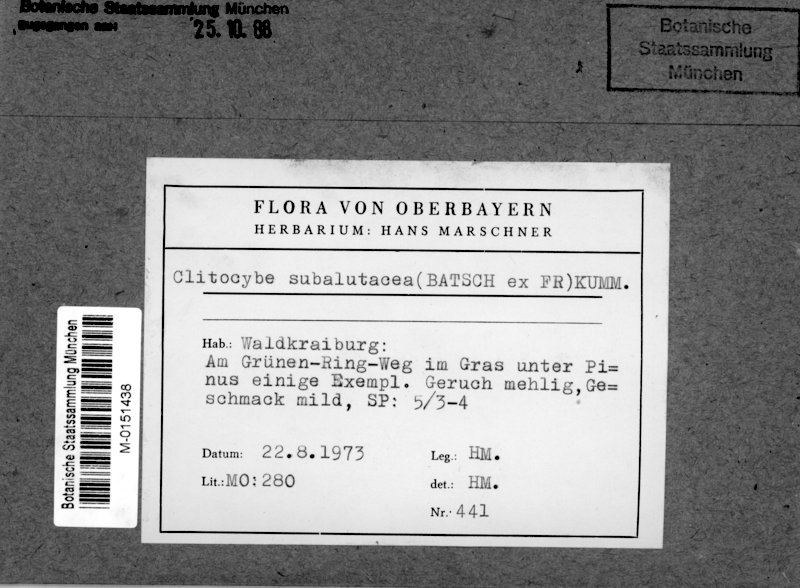 Botanische Staatssammlung München
Zugegangen am:
25. 10. 88
Botanische
Staatssammlung
München
FLORA VON OBERBAYERN
HERBARIUM: HANS MARSCHNER
Clitocybe subalutacea(BATSCH ex FR)KUMM.
Hab.: Waldkraiburg:
Am Grünen-Ring-Weg im Gras unter Pi=
nus einige Exempl. Geruch mehlig,Ge=
schmack mild, SP: 5/3-4
Datum: 22.8.1973
Leg.: HM.
Lit.:MO:280
det.: HM.
Nr.: 441
Botanische Staatssammlung München
M-0151438